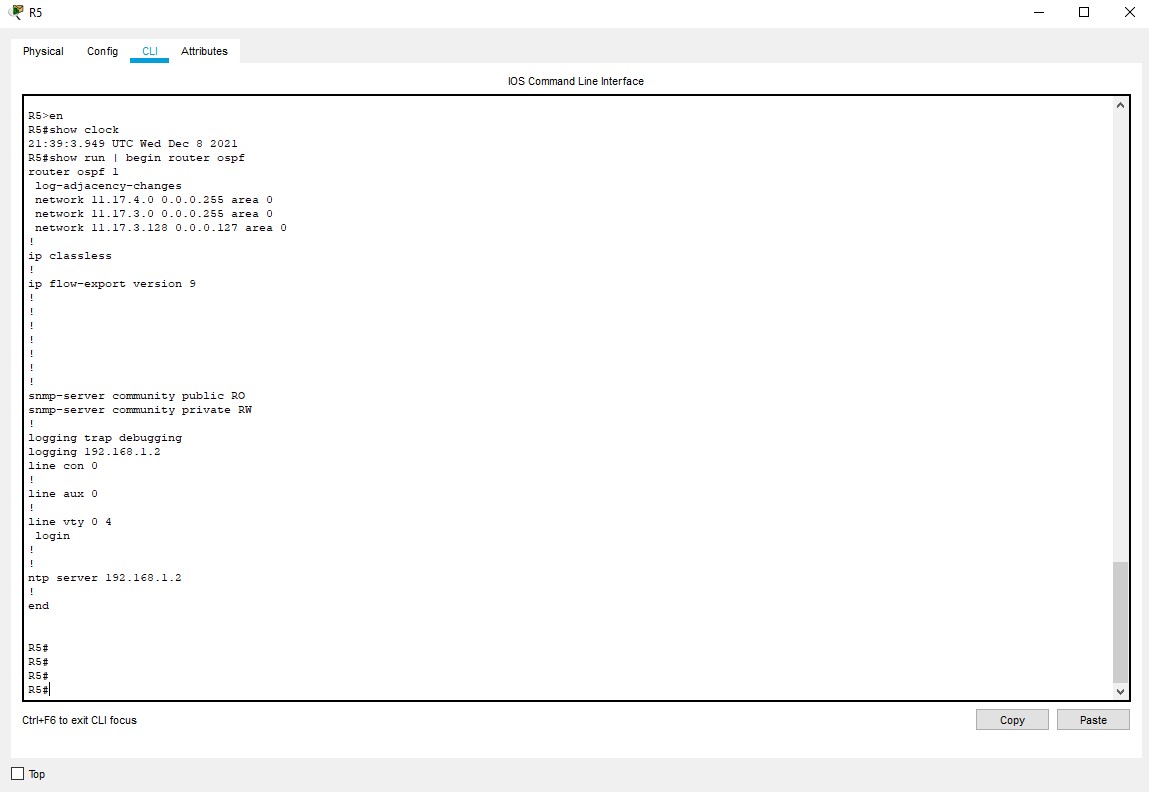 R5
Physical Config CLI Attributes
IOS Command Line Interface
R5>en
R5#show clock
21:39:3.949 UTC Wed Dec 8 2021
R5#show run | begin router ospf
router ospf 1
 log-adjacency-changes
 network 11.17.4.0 0.0.0.255 area 0
 network 11.17.3.0 0.0.0.255 area 0
 network 11.17.3.128 0.0.0.127 area 0
!
ip classless
!
ip flow-export version 9
!
!
!
!
!
!
!
snmp-server community public RO
snmp-server community private RW
!
logging trap debugging
logging 192.168.1.2
line con 0
!
line aux 0
!
line vty 0 4
 login
!
!
ntp server 192.168.1.2
!
end
R5#
R5#
R5#
R5#
Ctrl+F6 to exit CLI focus
Copy Paste
Top